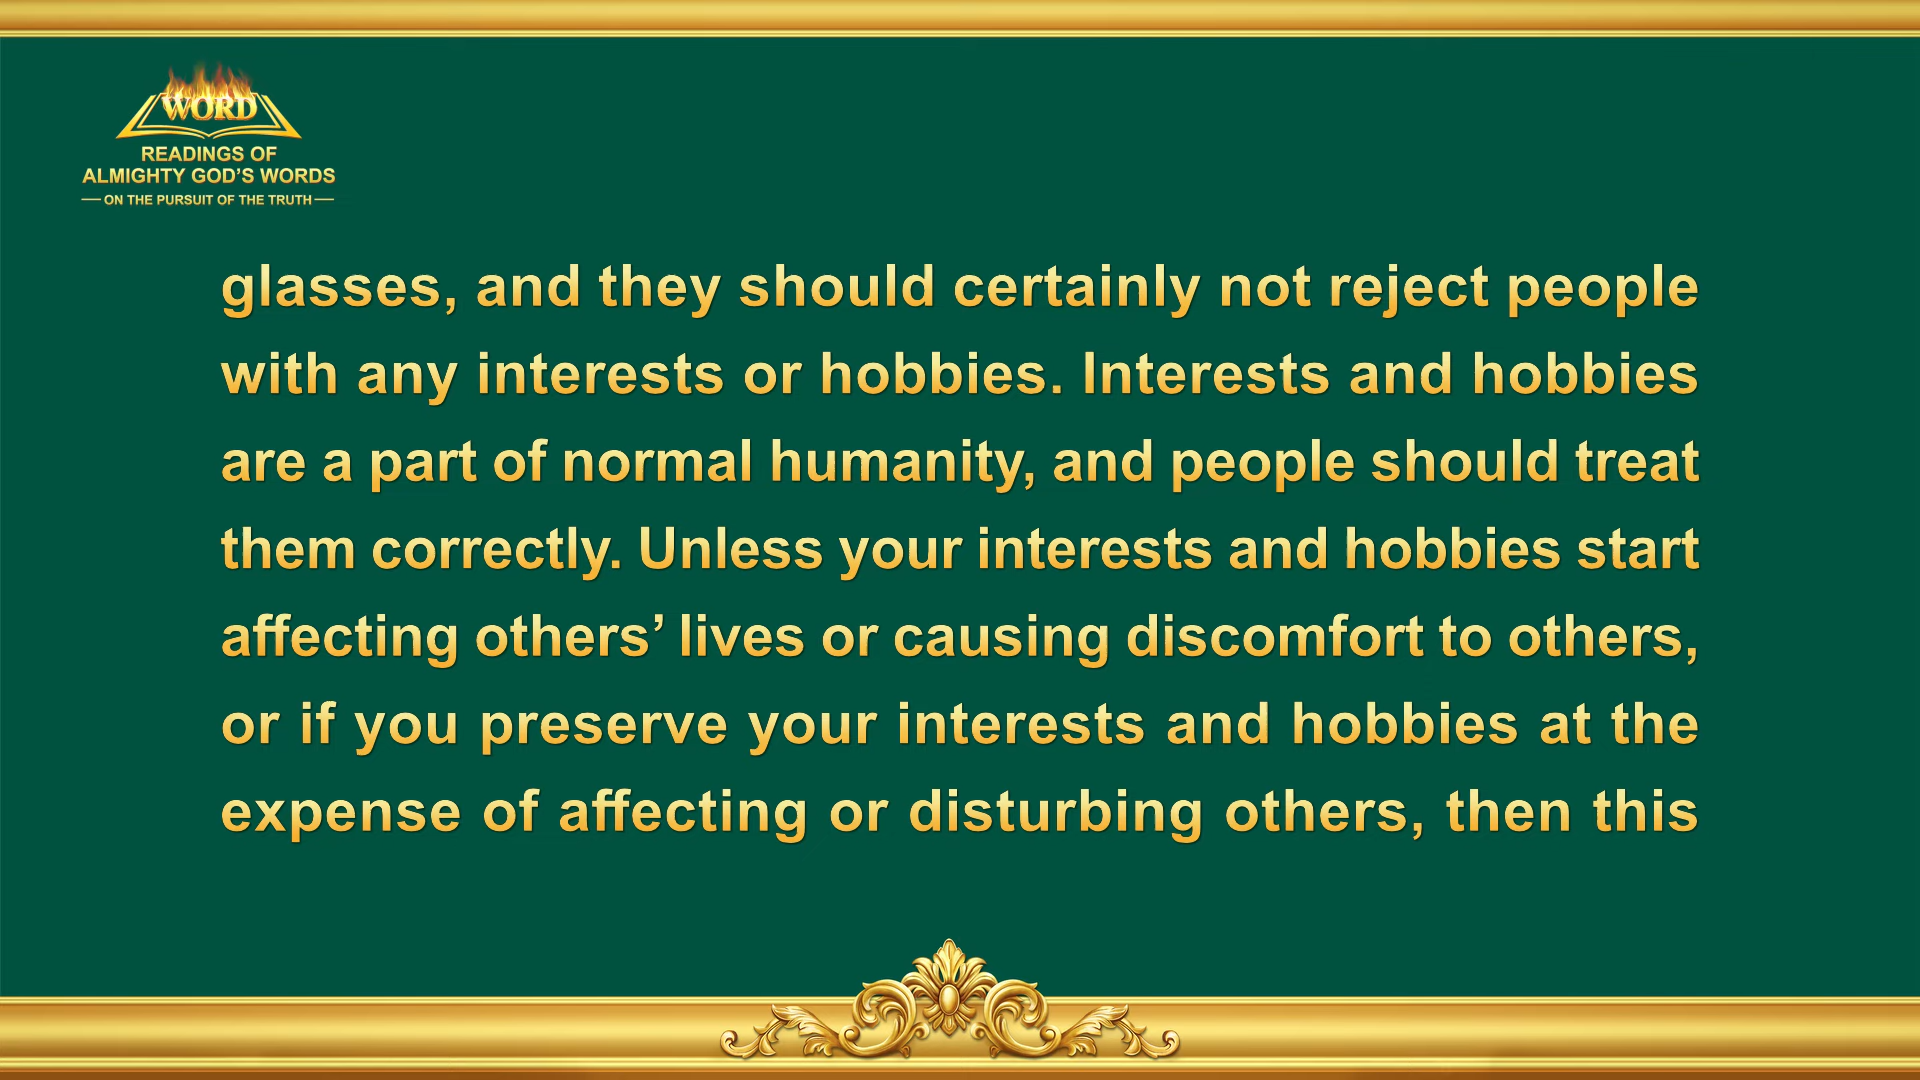 WORD
READINGS OF
ALMIGHTY GOD’S WORDS
— ON THE PURSUIT OF THE TRUTH —
glasses, and they should certainly not reject people
with any interests or hobbies. Interests and hobbies
are a part of normal humanity, and people should treat
them correctly. Unless your interests and hobbies start
affecting others’ lives or causing discomfort to others,
or if you preserve your interests and hobbies at the
expense of affecting or disturbing others, then this